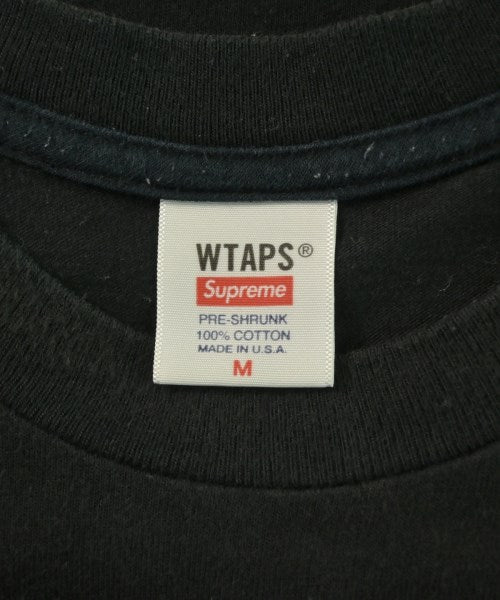 WTAPS®
Supreme
PRE-SHRUNK
100% COTTON
MADE IN U.S.A.
M